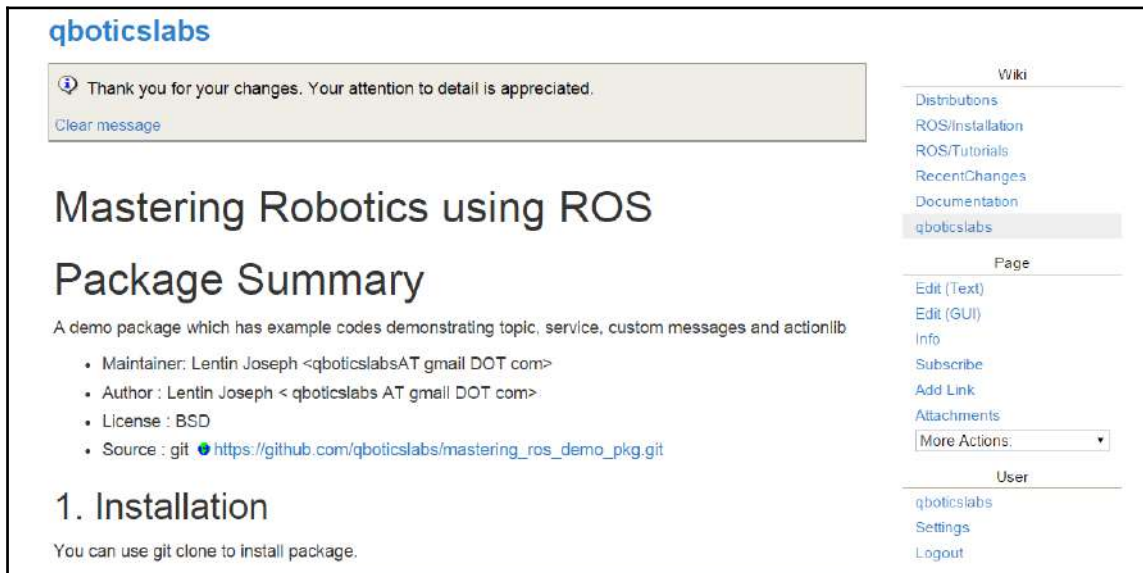 qboticslabs
Thank you for your changes. Your attention to detail is appreciated.
Clear message
Mastering Robotics using ROS
Package Summary
A demo package which has example codes demonstrating topic, service, custom messages and actionlib
• Maintainer: Lentin Joseph <qboticslabsAT gmail DOT com>
• Author : Lentin Joseph < qboticslabs AT gmail DOT com>
• License : BSD
• Source : git https://github.com/qboticslabs/mastering_ros_demo_pkg.git
1. Installation
You can use git clone to install package.
Wiki
Distributions
ROS/Installation
ROS/Tutorials
RecentChanges
Documentation
qboticslabs
Page
Edit (Text)
Edit (GUI)
Info
Subscribe
Add Link
Attachments
More Actions:
User
qboticslabs
Settings
Logout